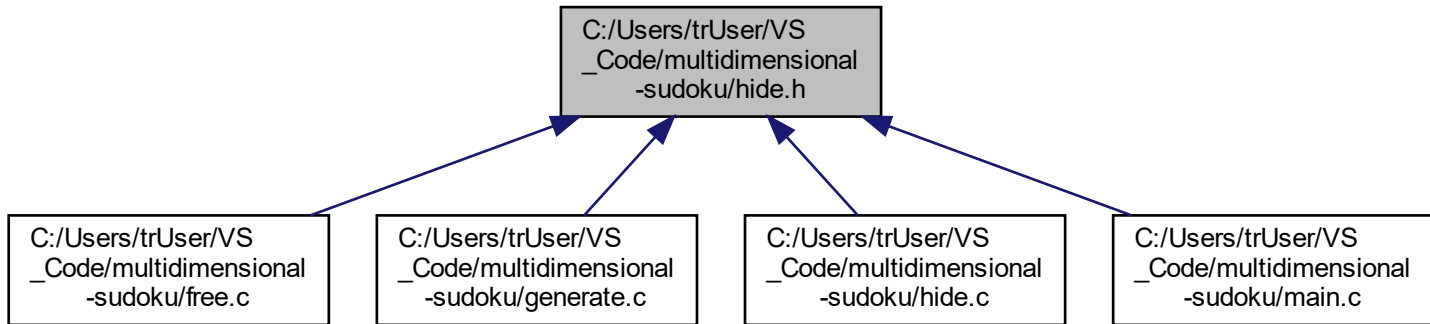 C:/Users/trUser/VS
_Code/multidimensional
-sudoku/hide.h
C:/Users/trUser/VS
_Code/multidimensional
-sudoku/free.c
C:/Users/trUser/VS
_Code/multidimensional
-sudoku/generate.c
C:/Users/trUser/VS
_Code/multidimensional
-sudoku/hide.c
C:/Users/trUser/VS
_Code/multidimensional
-sudoku/main.c